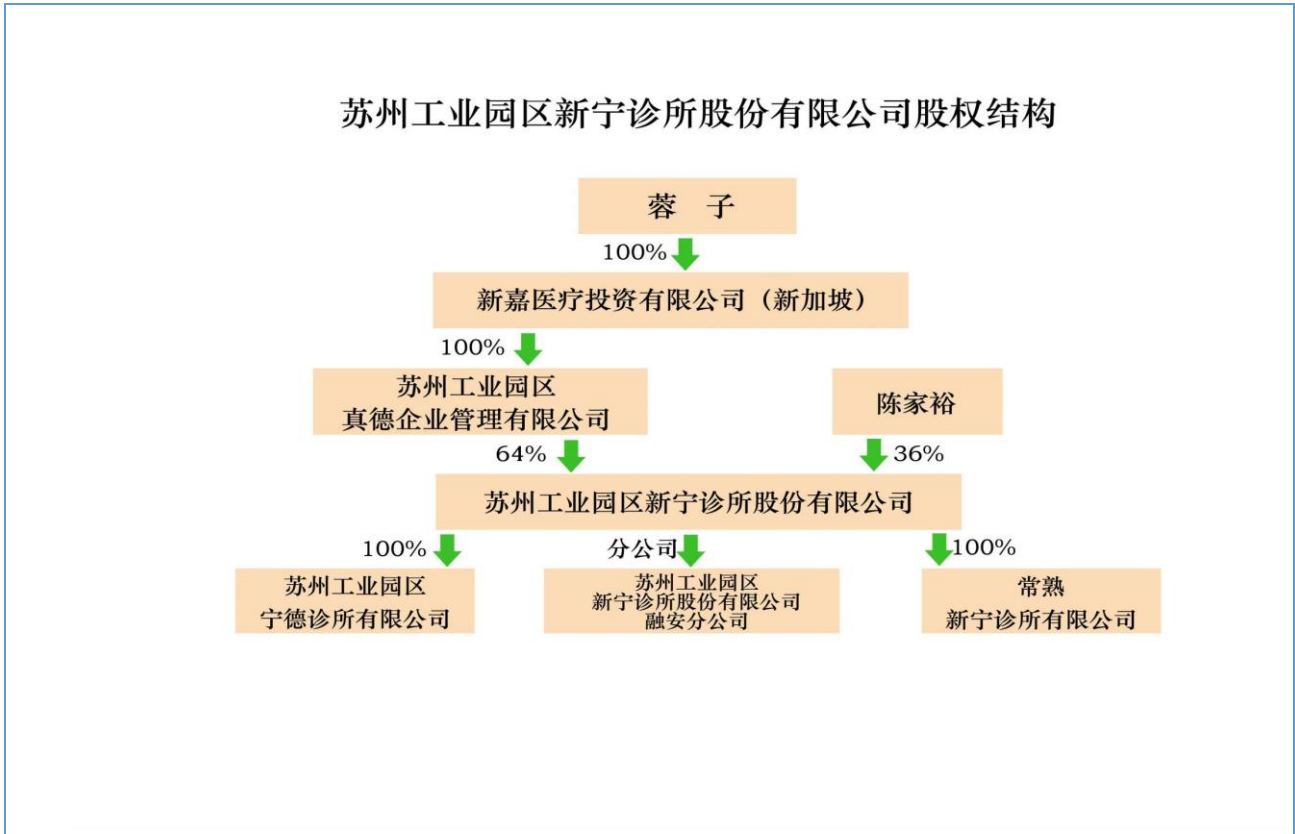 苏州工业园区新宁诊所股份有限公司股权结构
蓉 子
100%
新嘉医疗投资有限公司（新加坡）
100%
苏州工业园区
真德企业管理有限公司
陈家裕
64%
36%
苏州工业园区新宁诊所股份有限公司
100%
分公司
100%
苏州工业园区
宁德诊所有限公司
苏州工业园区
新宁诊所股份有限公司
融安分公司
常熟
新宁诊所有限公司